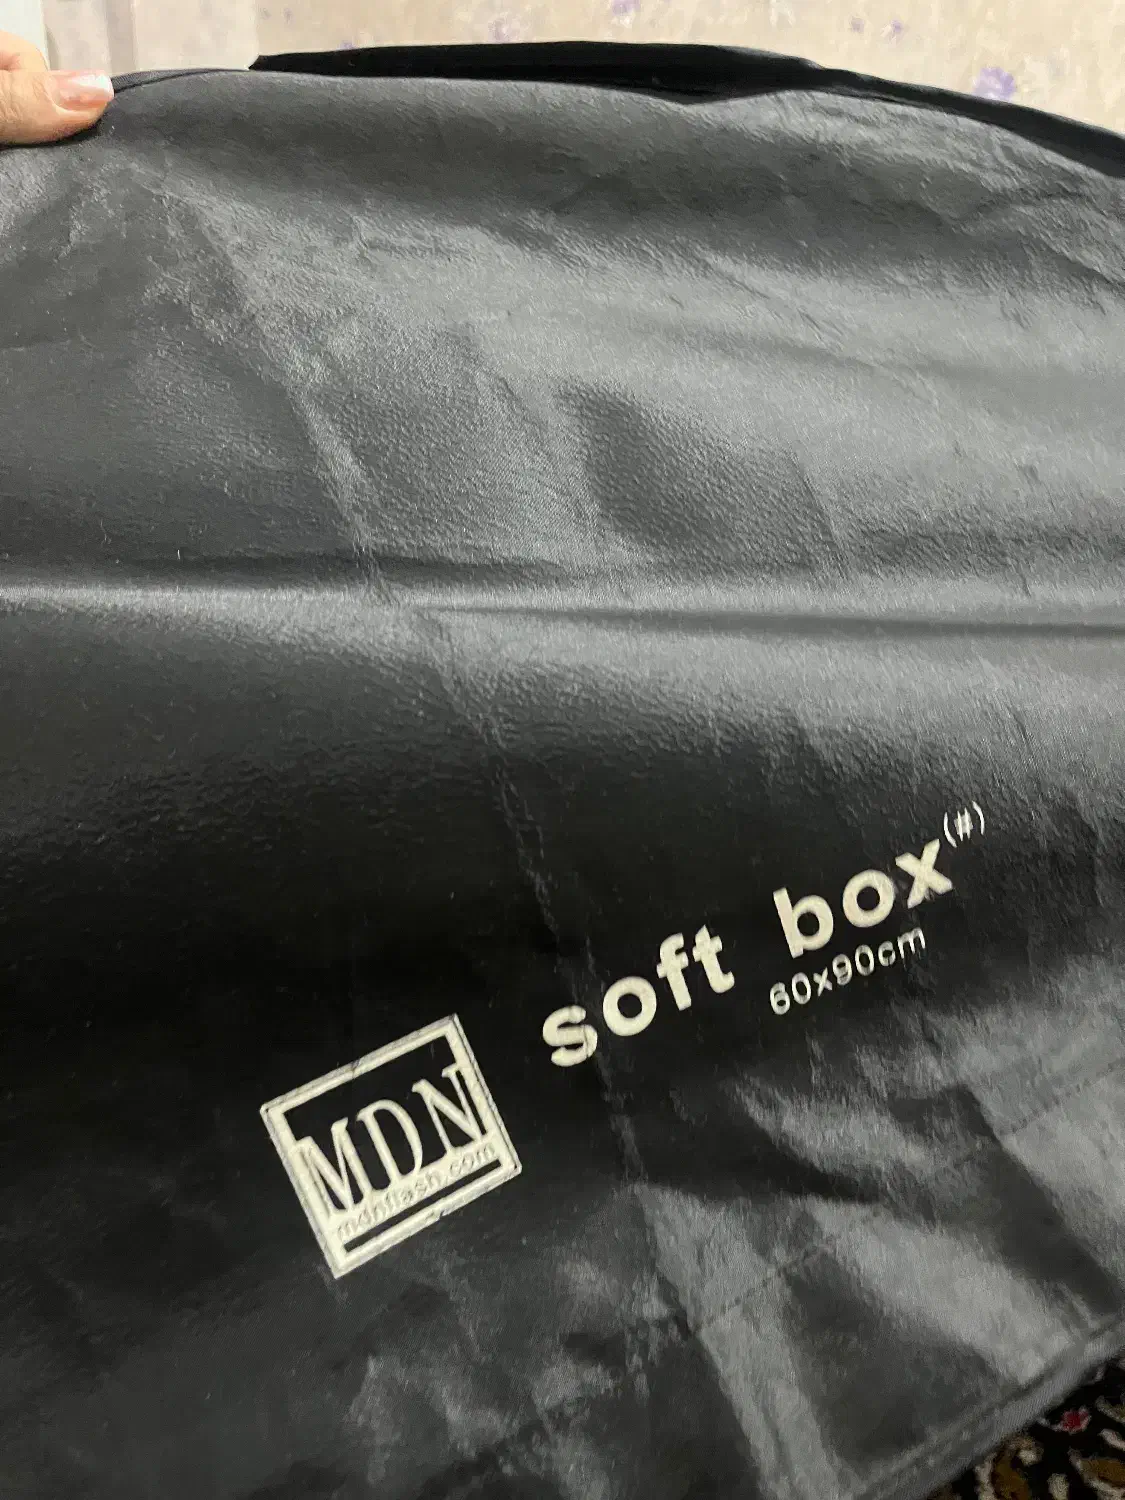 soft box(#)
60x90cm
MDN
mdnflash.com